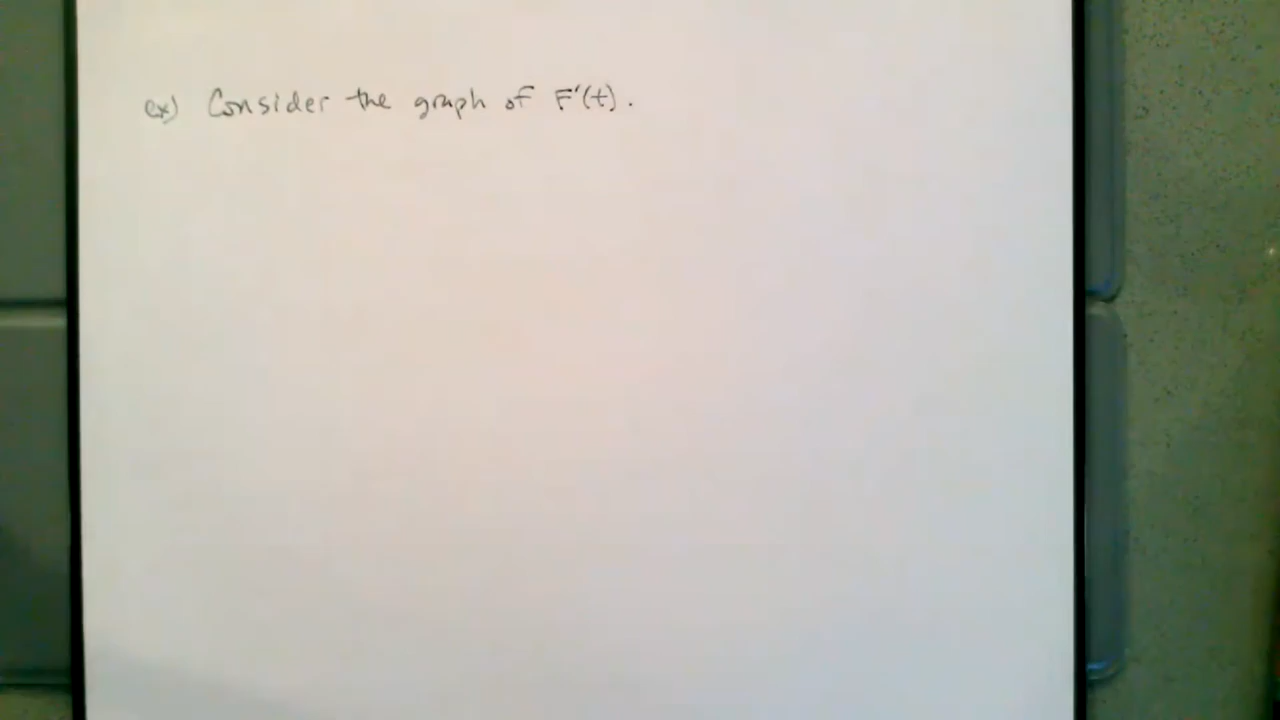 ex) Consider the graph of F'(t).